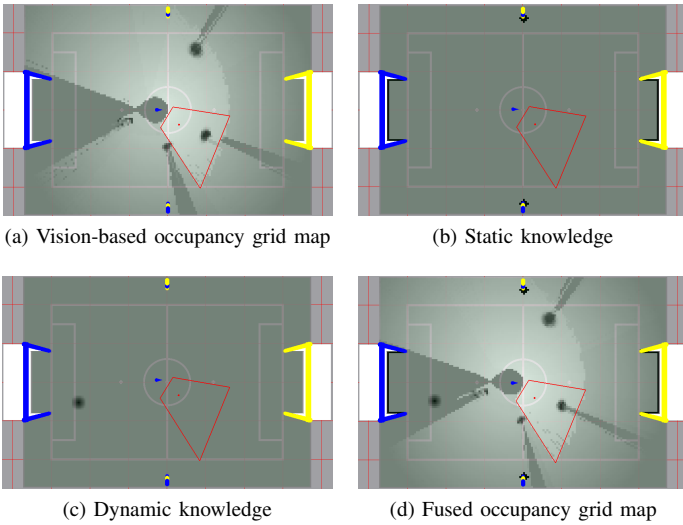 (a) Vision-based occupancy grid map
(b) Static knowledge
(c) Dynamic knowledge
(d) Fused occupancy grid map